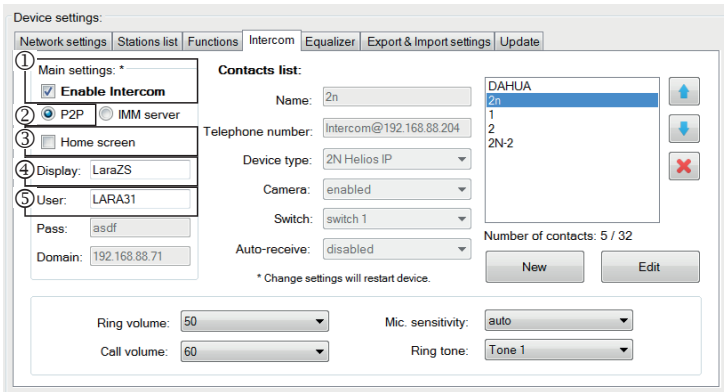 Device settings:
Network settings Stations list Functions Intercom Equalizer Export & Import settings Update
① Main settings: *
Enable Intercom
② P2P IMM server
③ Home screen
④ Display: LaraZS
⑤ User: LARA31
Pass: asdf
Domain: 192.168.88.71
Contacts list:
Name: 2n
Telephone number: Intercom@192.168.88.204
Device type: 2N Helios IP
Camera: enabled
Switch: switch 1
Auto-receive: disabled
* Change settings will restart device.
DAHUA
2n
1
2
2N-2
Number of contacts: 5 / 32
New Edit
Ring volume: 50 Mic. sensitivity: auto
Call volume: 60 Ring tone: Tone 1